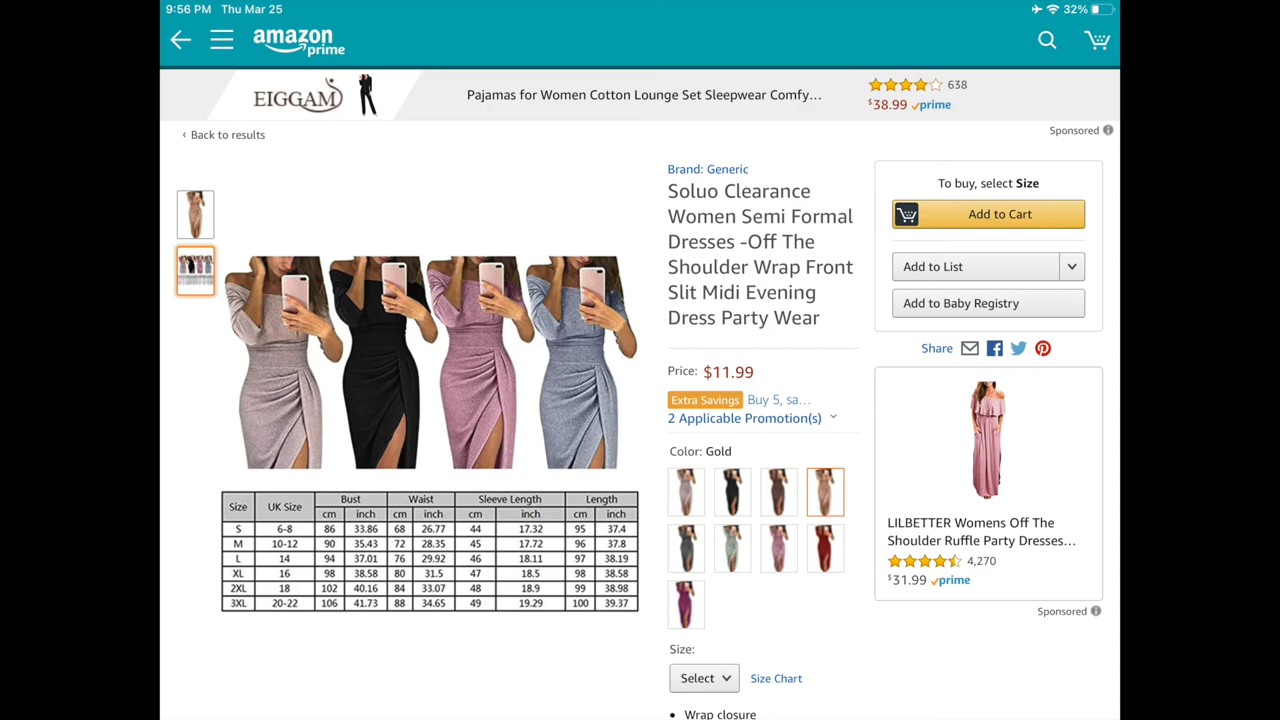 9:56 PM Thu Mar 25
32%
amazon
prime
EIGGAM
Pajamas for Women Cotton Lounge Set Sleepwear Comfy…
638
$38.99 prime
‹ Back to results
Sponsored
Brand: Generic
Soluo Clearance
Women Semi Formal
Dresses -Off The
Shoulder Wrap Front
Slit Midi Evening
Dress Party Wear
Price: $11.99
Extra Savings Buy 5, sa…
2 Applicable Promotion(s)
Color: Gold
Size:
Select
Size Chart
• Wrap closure
To buy, select Size
Add to Cart
Add to List
Add to Baby Registry
Share
LILBETTER Womens Off The
Shoulder Ruffle Party Dresses…
4,270
$31.99 prime
Sponsored
Size UK Size Bust Waist Sleeve Length Length
cm inch cm inch cm inch cm inch
S 6-8 86 33.86 68 26.77 44 17.32 95 37.4
M 10-12 90 35.43 72 28.35 45 17.72 96 37.8
L 14 94 37.01 76 29.92 46 18.11 97 38.19
XL 16 98 38.58 80 31.5 47 18.5 98 38.58
2XL 18 102 40.16 84 33.07 48 18.9 99 38.98
3XL 20-22 106 41.73 88 34.65 49 19.29 100 39.37